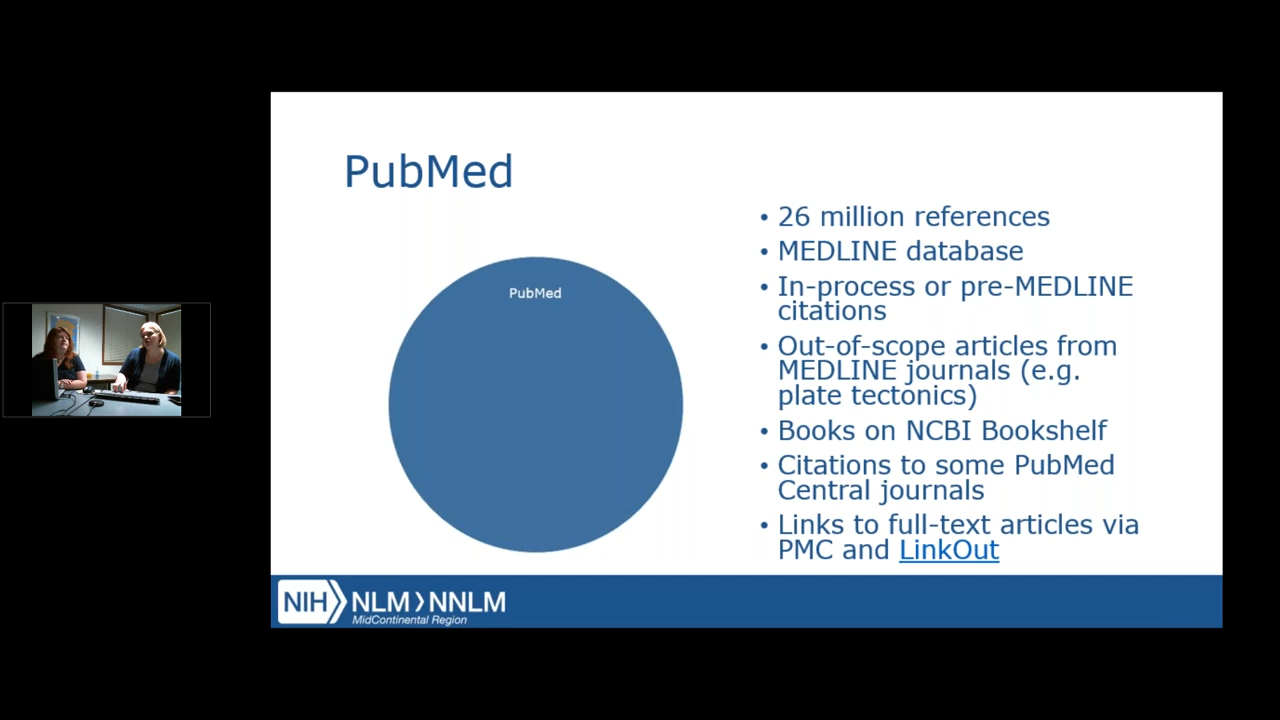 PubMed
PubMed
• 26 million references
• MEDLINE database
• In-process or pre-MEDLINE
citations
• Out-of-scope articles from
MEDLINE journals (e.g.
plate tectonics)
• Books on NCBI Bookshelf
• Citations to some PubMed
Central journals
• Links to full-text articles via
PMC and LinkOut
NIH NLM NNLM
MidContinental Region